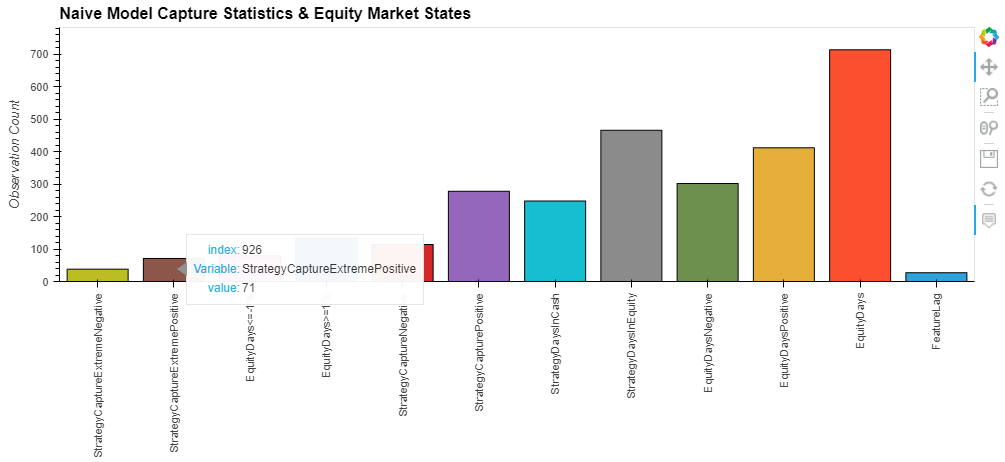 Naive Model Capture Statistics & Equity Market States
Observation Count
700
600
500
400
300
200
100
0
index: 926
Variable: StrategyCaptureExtremePositive
value: 71
StrategyCaptureExtremeNegative
StrategyCaptureExtremePositive
EquityDays<=-1
EquityDays>=1%
StrategyCaptureNegative
StrategyCapturePositive
StrategyDaysInCash
StrategyDaysInEquity
EquityDaysNegative
EquityDaysPositive
EquityDays
FeatureLag